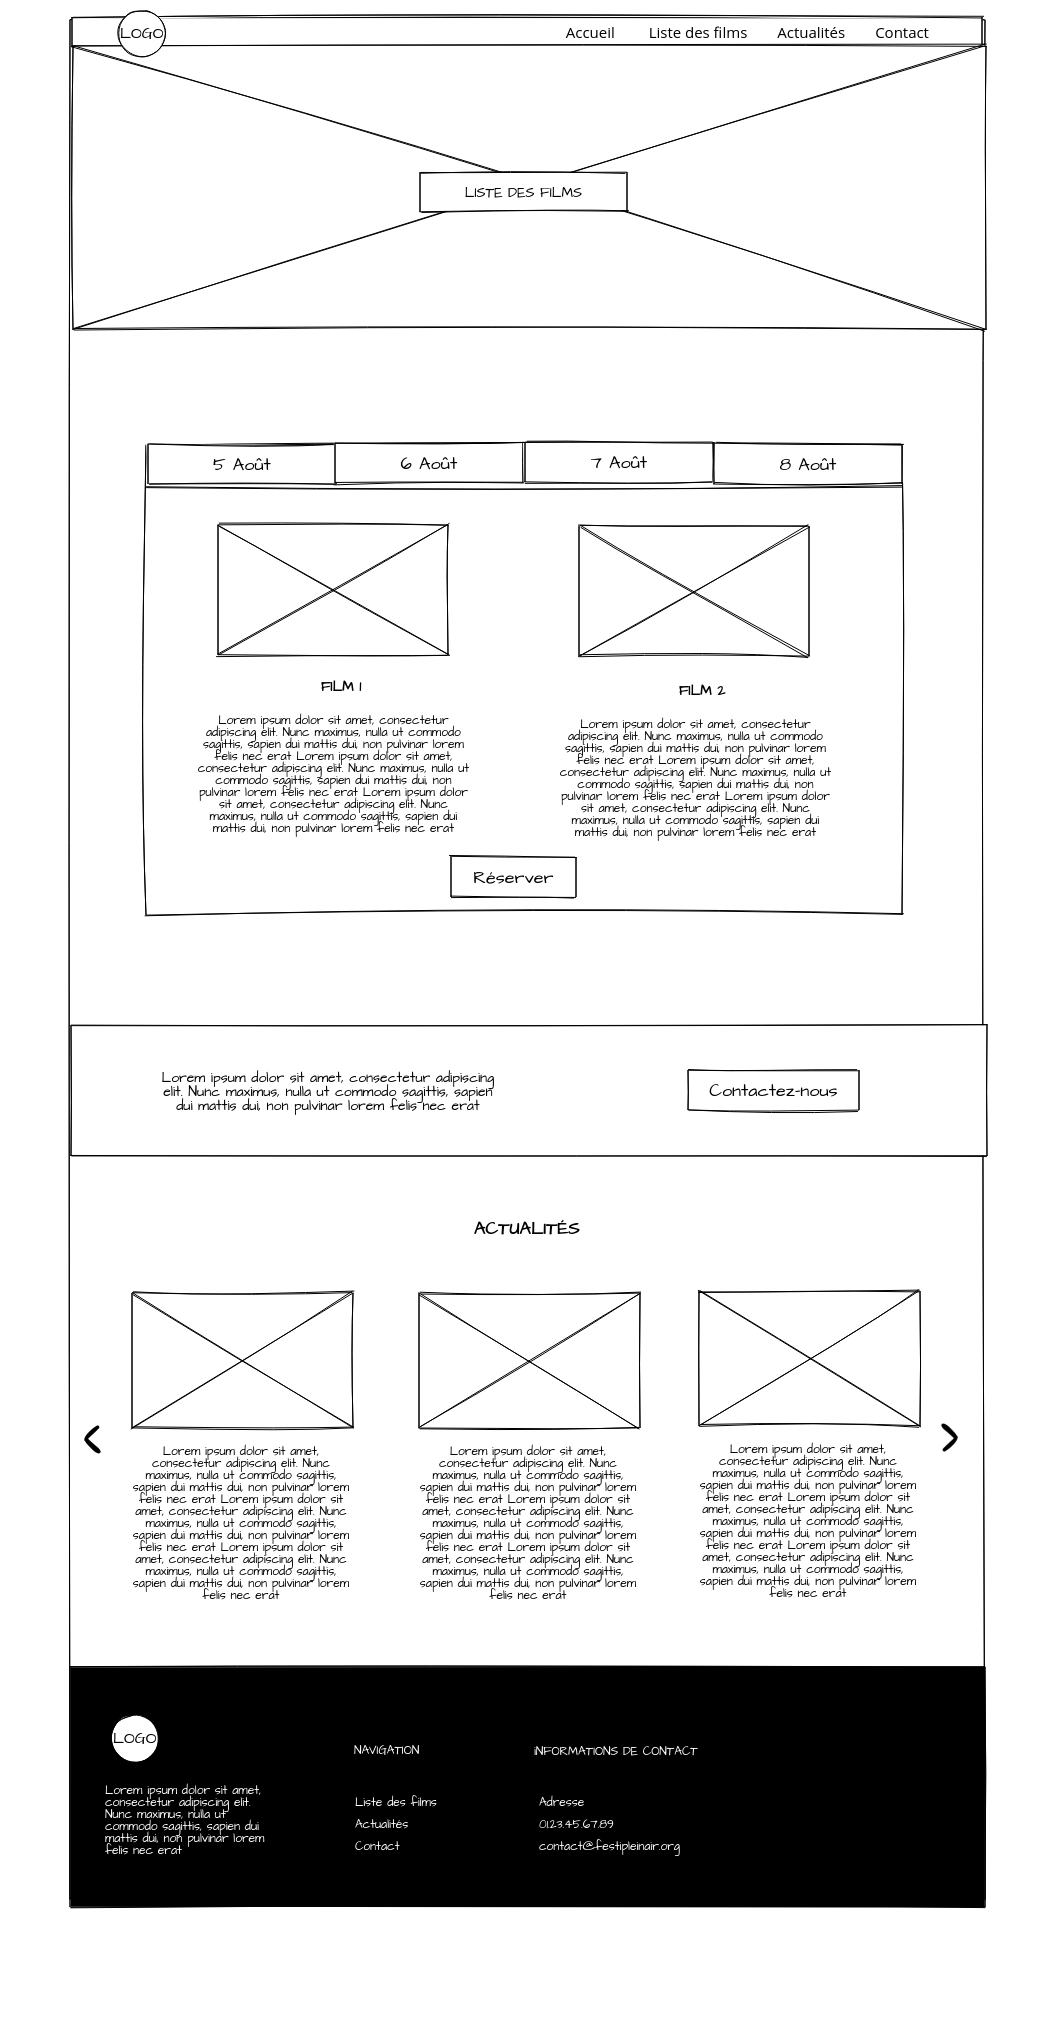 LOGO
Accueil
Liste des films
Actualités
Contact
LISTE DES FILMS
5 Août
6 Août
7 Août
8 Août
FILM 1
Lorem ipsum dolor sit amet, consectetur
adipiscing elit. Nunc maximus, nulla ut commodo
sagittis, sapien dui mattis dui, non pulvinar lorem
felis nec erat Lorem ipsum dolor sit amet,
consectetur adipiscing elit. Nunc maximus, nulla ut
commodo sagittis, sapien dui mattis dui, non
pulvinar lorem felis nec erat Lorem ipsum dolor
sit amet, consectetur adipiscing elit. Nunc
maximus, nulla ut commodo sagittis, sapien dui
mattis dui, non pulvinar lorem felis nec erat
FILM 2
Lorem ipsum dolor sit amet, consectetur
adipiscing elit. Nunc maximus, nulla ut commodo
sagittis, sapien dui mattis dui, non pulvinar lorem
felis nec erat Lorem ipsum dolor sit amet,
consectetur adipiscing elit. Nunc maximus, nulla ut
commodo sagittis, sapien dui mattis dui, non
pulvinar lorem felis nec erat Lorem ipsum dolor
sit amet, consectetur adipiscing elit. Nunc
maximus, nulla ut commodo sagittis, sapien dui
mattis dui, non pulvinar lorem felis nec erat
Réserver
Lorem ipsum dolor sit amet, consectetur adipiscing
elit. Nunc maximus, nulla ut commodo sagittis, sapien
dui mattis dui, non pulvinar lorem felis nec erat
Contactez-nous
ACTUALITÉS
Lorem ipsum dolor sit amet,
consectetur adipiscing elit. Nunc
maximus, nulla ut commodo sagittis,
sapien dui mattis dui, non pulvinar lorem
felis nec erat Lorem ipsum dolor sit
amet, consectetur adipiscing elit. Nunc
maximus, nulla ut commodo sagittis,
sapien dui mattis dui, non pulvinar lorem
felis nec erat Lorem ipsum dolor sit
amet, consectetur adipiscing elit. Nunc
maximus, nulla ut commodo sagittis,
sapien dui mattis dui, non pulvinar lorem
felis nec erat
Lorem ipsum dolor sit amet,
consectetur adipiscing elit. Nunc
maximus, nulla ut commodo sagittis,
sapien dui mattis dui, non pulvinar lorem
felis nec erat Lorem ipsum dolor sit
amet, consectetur adipiscing elit. Nunc
maximus, nulla ut commodo sagittis,
sapien dui mattis dui, non pulvinar lorem
felis nec erat Lorem ipsum dolor sit
amet, consectetur adipiscing elit. Nunc
maximus, nulla ut commodo sagittis,
sapien dui mattis dui, non pulvinar lorem
felis nec erat
Lorem ipsum dolor sit amet,
consectetur adipiscing elit. Nunc
maximus, nulla ut commodo sagittis,
sapien dui mattis dui, non pulvinar lorem
felis nec erat Lorem ipsum dolor sit
amet, consectetur adipiscing elit. Nunc
maximus, nulla ut commodo sagittis,
sapien dui mattis dui, non pulvinar lorem
felis nec erat Lorem ipsum dolor sit
amet, consectetur adipiscing elit. Nunc
maximus, nulla ut commodo sagittis,
sapien dui mattis dui, non pulvinar lorem
felis nec erat
LOGO
Lorem ipsum dolor sit amet,
consectetur adipiscing elit.
Nunc maximus, nulla ut
commodo sagittis, sapien dui
mattis dui, non pulvinar lorem
felis nec erat
NAVIGATION
Liste des films
Actualités
Contact
INFORMATIONS DE CONTACT
Adresse
0123.45.67.89
contact@festipleinair.org